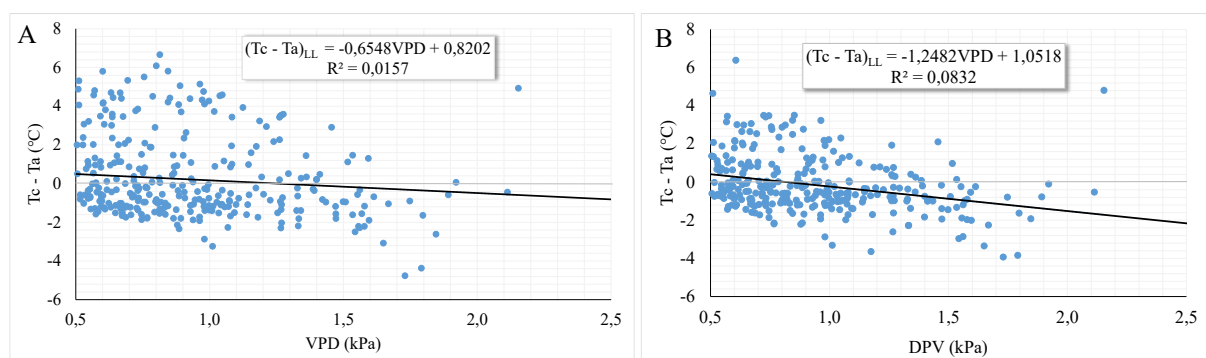 A
(Tc - Ta)LL = -0,6548VPD + 0,8202
R² = 0,0157
Tc - Ta (°C)
8
6
4
2
0
-2
-4
-6
0,5 1,0 1,5 2,0 2,5
VPD (kPa)
B
(Tc - Ta)LL = -1,2482VPD + 1,0518
R² = 0,0832
Tc - Ta (°C)
8
6
4
2
0
-2
-4
-6
0,5 1,0 1,5 2,0 2,5
DPV (kPa)